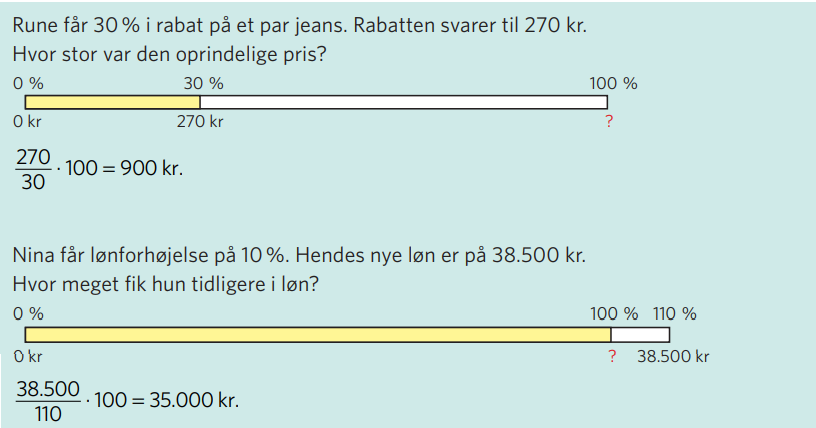 Rune får 30 % i rabat på et par jeans. Rabatten svarer til 270 kr.
Hvor stor var den oprindelige pris?
0 % 30 % 100 %
0 kr 270 kr ?
270/30 · 100 = 900 kr.
Nina får lønforhøjelse på 10 %. Hendes nye løn er på 38.500 kr.
Hvor meget fik hun tidligere i løn?
0 % 100 % 110 %
0 kr ? 38.500 kr
38.500/110 · 100 = 35.000 kr.